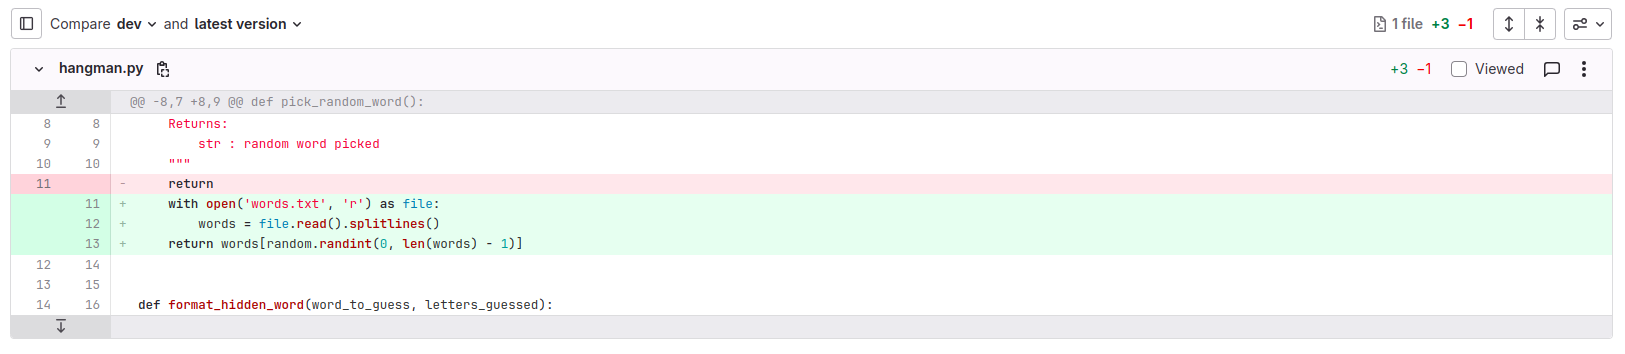 Compare dev and latest version 1 file +3 −1
hangman.py +3 −1 Viewed
@@ -8,7 +8,9 @@ def pick_random_word():
8 8 Returns:
9 9 str : random word picked
10 10 """
11 - return
11 + with open('words.txt', 'r') as file:
12 + words = file.read().splitlines()
13 + return words[random.randint(0, len(words) - 1)]
12 14
13 15
14 16 def format_hidden_word(word_to_guess, letters_guessed):